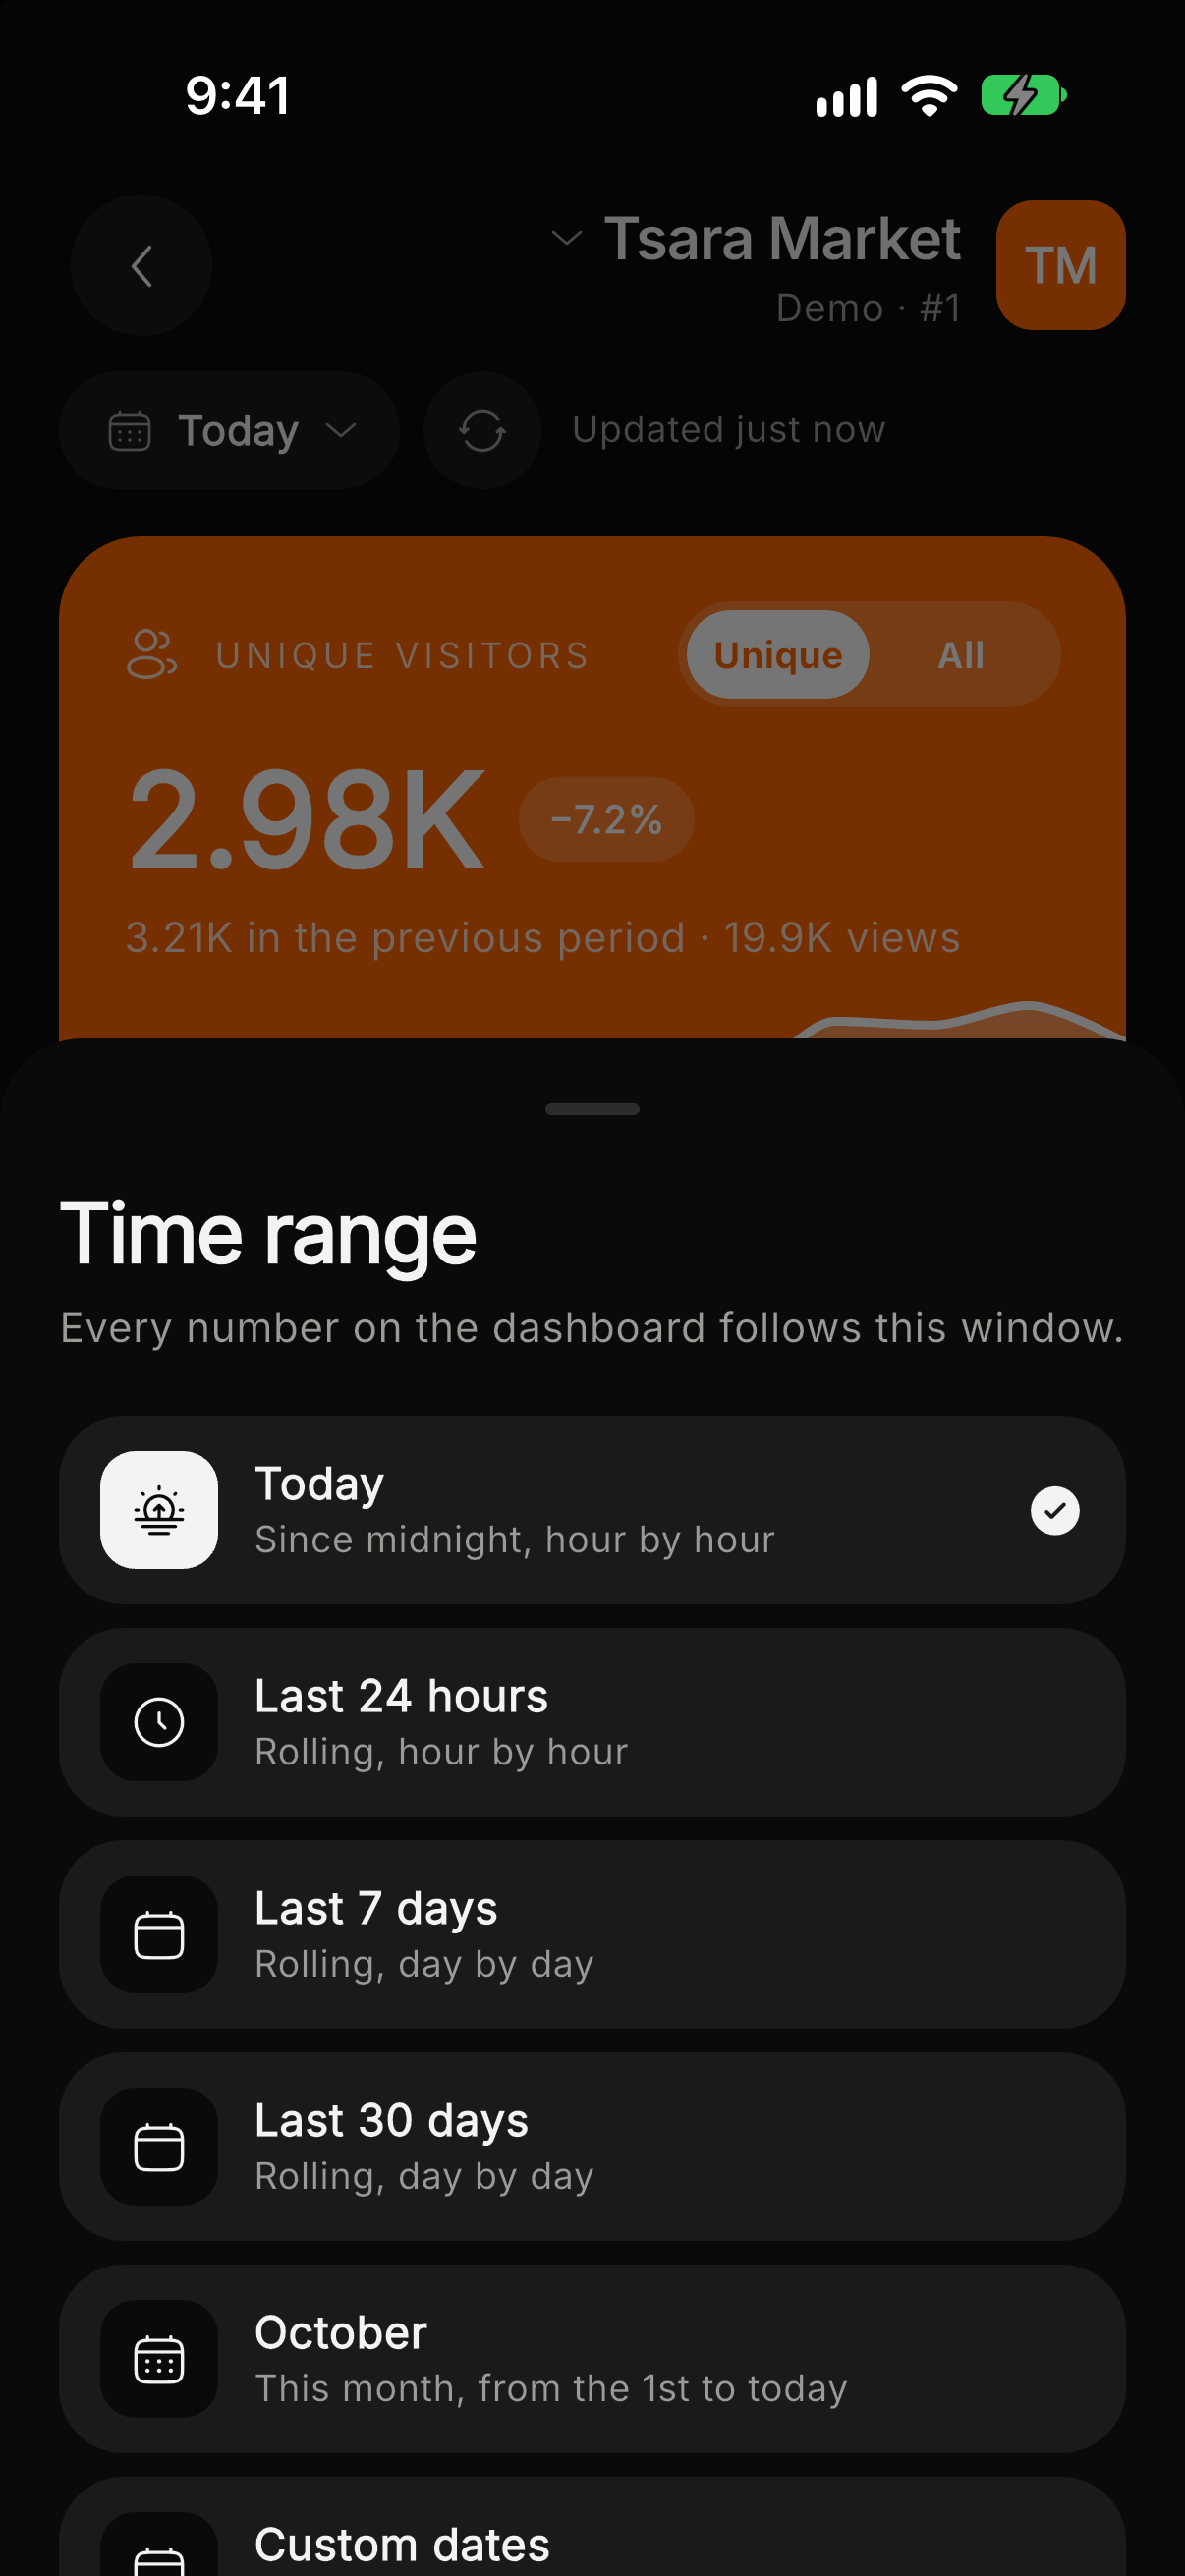 9:41
Tsara Market
TM
Demo · #1
Today
Updated just now
UNIQUE VISITORS
Unique
All
2.98K
−7.2%
3.21K in the previous period · 19.9K views
Time range
Every number on the dashboard follows this window.
Today
Since midnight, hour by hour
Last 24 hours
Rolling, hour by hour
Last 7 days
Rolling, day by day
Last 30 days
Rolling, day by day
October
This month, from the 1st to today
Custom dates